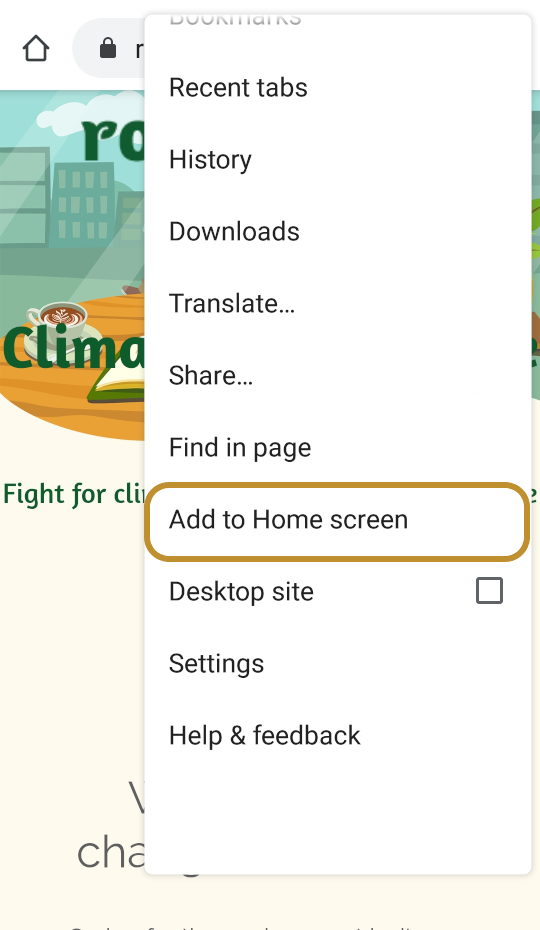 Bookmarks
r
Recent tabs
ro
History
Downloads
Translate...
Clima e
Share...
Find in page
Fight for cli e
Add to Home screen
Desktop site
Settings
Help & feedback
V
cha g